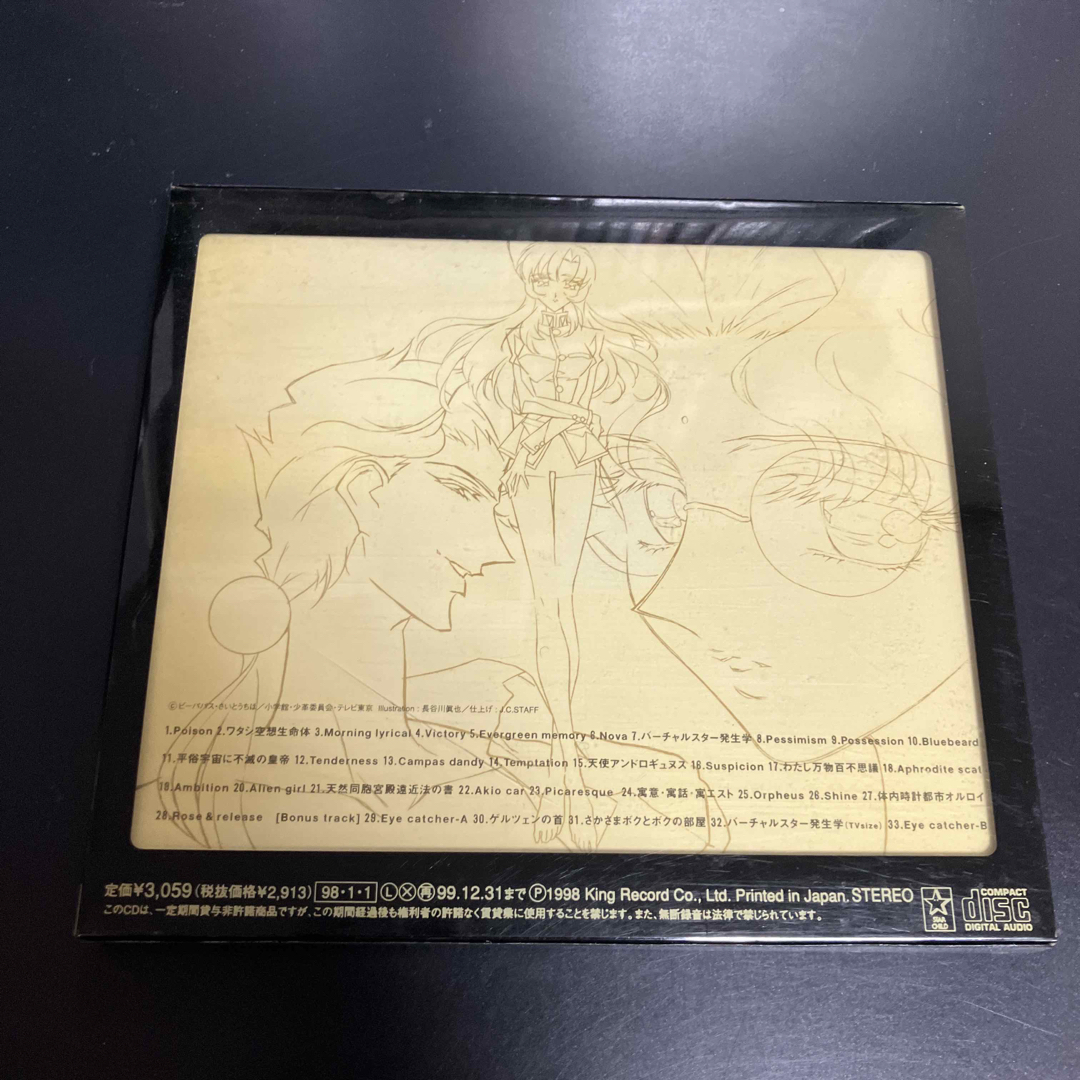 ©ビーパパス・さいとうちほ／小学館・少革委員会・テレビ東京 Illustration：長谷川眞也／仕上げ：J.C.STAFF
1.Poison 2.ワタシ空想生命体 3.Morning lyrical 4.Victory 5.Evergreen memory 6.Nova 7.バーチャルスター発生学 8.Pessimism 9.Possession 10.Bluebeard
11.平俗宇宙に不滅の皇帝 12.Tenderness 13.Campas dandy 14.Temptation 15.天使アンドロギュヌス 16.Suspicion 17.わたし万物百不思議 18.Aphrodite scat
19.Ambition 20.Alien girl 21.天然同胞宮殿遠近法の書 22.Akio car 23.Picaresque 24.寓意・寓話・寓エスト 25.Orpheus 26.Shine 27.体内時計都市オルロイ
28.Rose & release [Bonus track] 29.Eye catcher-A 30.ゲルツェンの首 31.さかさまボクとボクの部屋 32.バーチャルスター発生学(TVsize) 33.Eye catcher-B
定価¥3,059(税抜価格¥2,913) 98・1・1 Ⓛ Ⓧ 再 99.12.31まで Ⓟ1998 King Record Co., Ltd. Printed in Japan. STEREO
このCDは、一定期間貸与非許諾商品ですが、この期間経過後も権利者の許諾なく賃貸業に使用することを禁じます。また、無断録音は法律で禁じられています。
STAR CHILD
COMPACT
disc
DIGITAL AUDIO